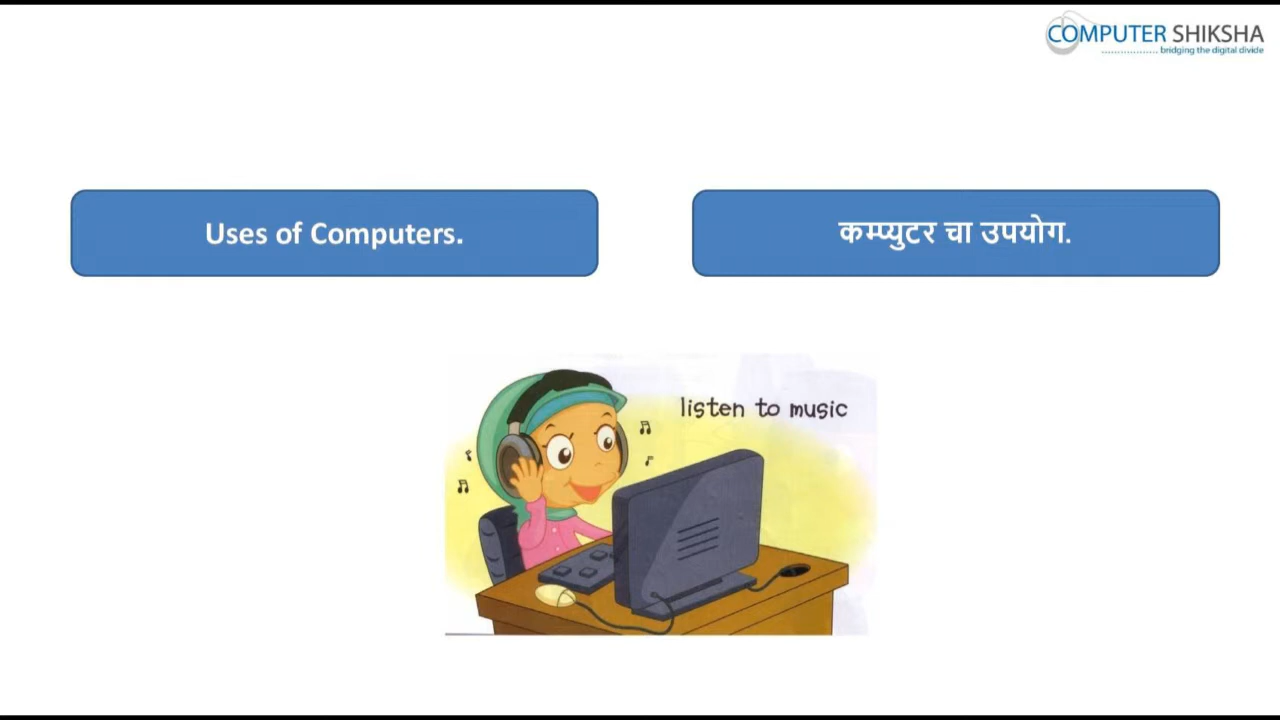 COMPUTER SHIKSHA
bridging the digital divide
Uses of Computers.
कम्प्युटर चा उपयोग.
listen to music